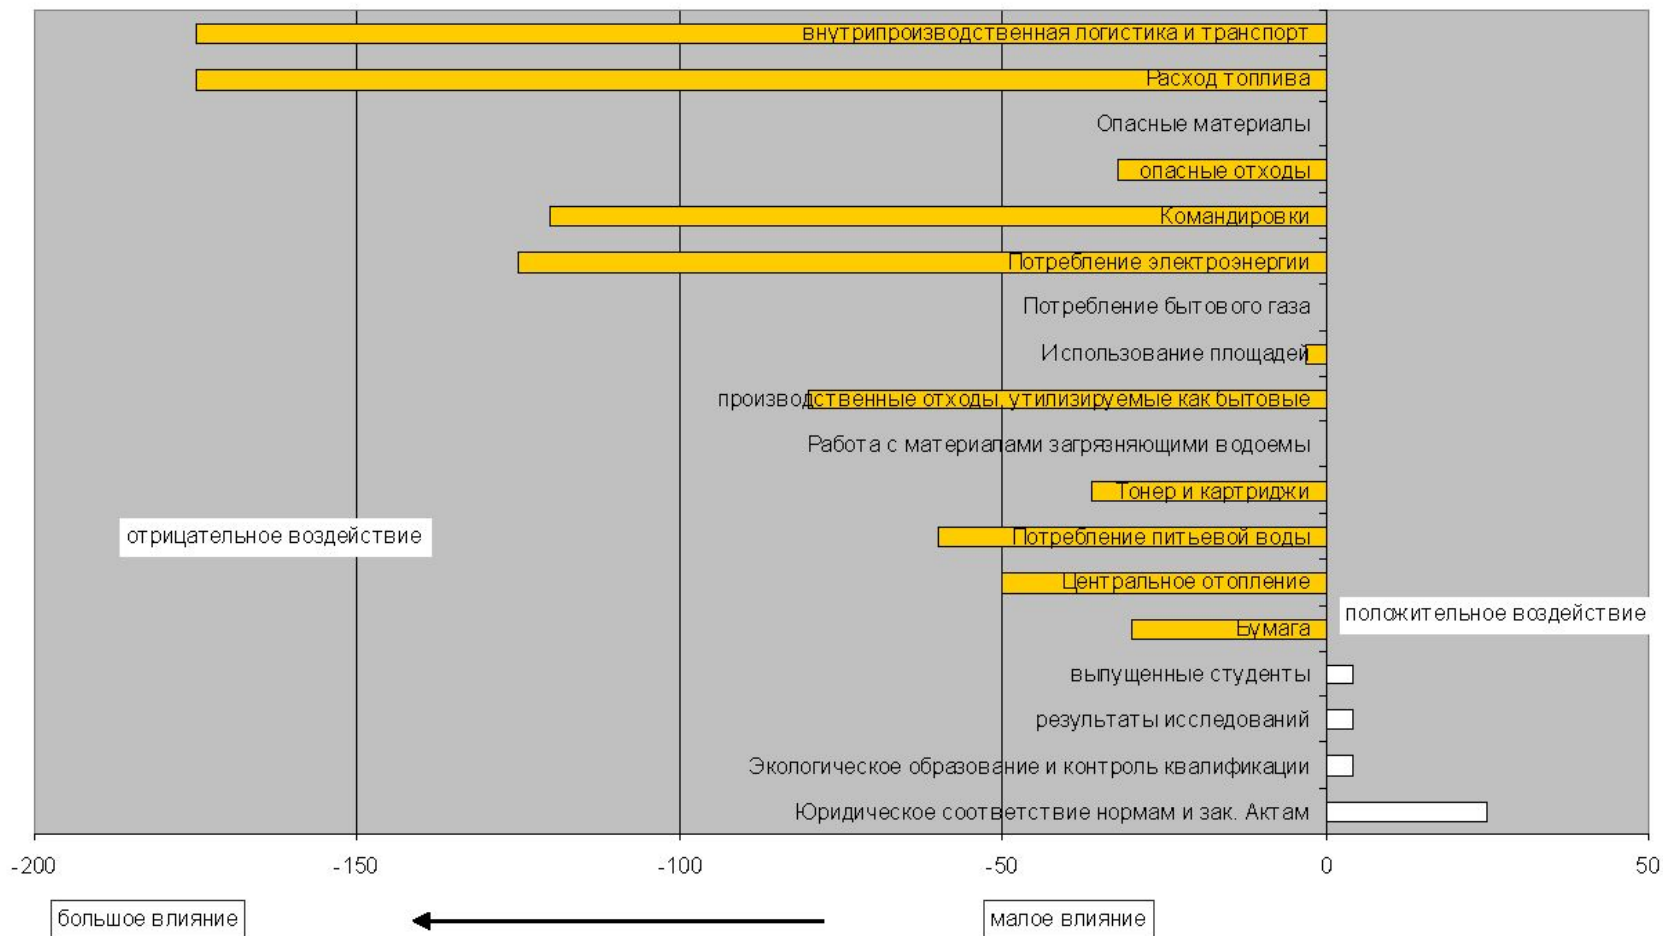 внутрипроизводственная логистика и транспорт
Расход топлива
Опасные материалы
опасные отходы
Командировки
Потребление электроэнергии
Потребление бытового газа
Использование площадей
производственные отходы, утилизируемые как бытовые
Работа с материалами загрязняющими водоемы
Тонер и картриджи
отрицательное воздействие
Потребление питьевой воды
Центральное отопление
положительное воздействие
Бумага
выпущенные студенты
результаты исследований
Экологическое образование и контроль квалификации
Юридическое соответствие нормам и зак. Актам
-200 -150 -100 -50 0 50
большое влияние малое влияние